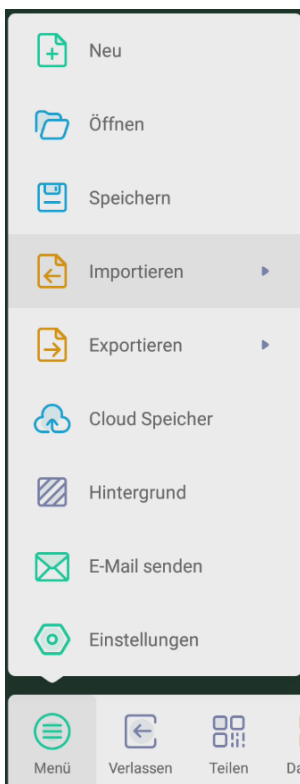 Neu
Öffnen
Speichern
Importieren
Exportieren
Cloud Speicher
Hintergrund
E-Mail senden
Einstellungen
Menü Verlassen Teilen